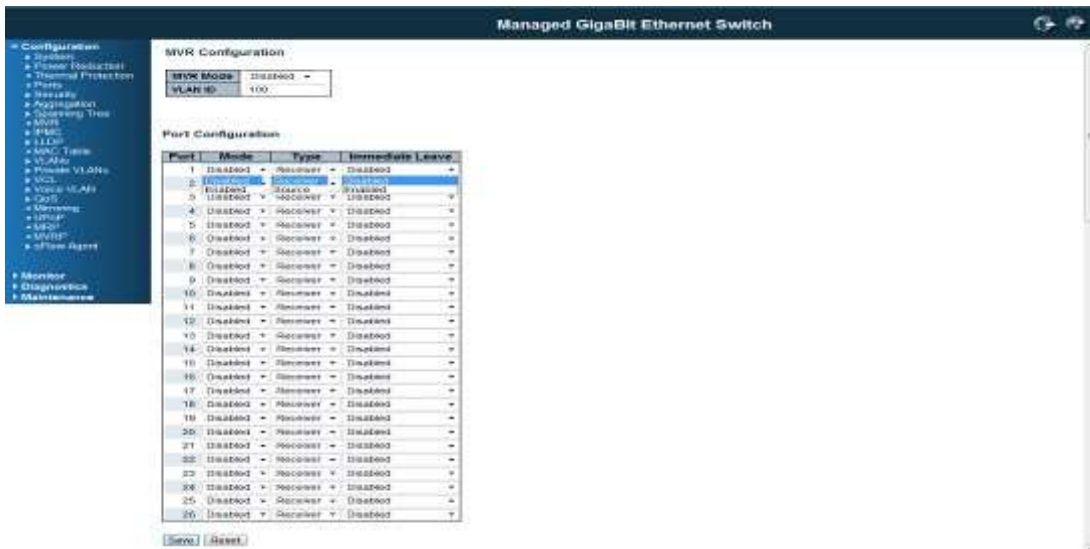 Managed GigaBit Ethernet Switch
Configuration
System
Power Reduction
Thermal Protection
Ports
Security
Aggregation
Spanning Tree
MVR
IPMC
LLDP
MAC Table
VLANs
Private VLANs
VCL
Voice VLAN
QoS
Mirroring
UPnP
MRP
MVRP
sFlow Agent
Monitor
Diagnostics
Maintenance
MVR Configuration
MVR Mode Disabled
VLAN ID 100
Port Configuration
Port Mode Type Immediate Leave
1 Disabled Receiver Disabled
2 Disabled Receiver Disabled
Enabled Source Enabled
3 Disabled Receiver Disabled
4 Disabled Receiver Disabled
5 Disabled Receiver Disabled
6 Disabled Receiver Disabled
7 Disabled Receiver Disabled
8 Disabled Receiver Disabled
9 Disabled Receiver Disabled
10 Disabled Receiver Disabled
11 Disabled Receiver Disabled
12 Disabled Receiver Disabled
13 Disabled Receiver Disabled
14 Disabled Receiver Disabled
15 Disabled Receiver Disabled
16 Disabled Receiver Disabled
17 Disabled Receiver Disabled
18 Disabled Receiver Disabled
19 Disabled Receiver Disabled
20 Disabled Receiver Disabled
21 Disabled Receiver Disabled
22 Disabled Receiver Disabled
23 Disabled Receiver Disabled
24 Disabled Receiver Disabled
25 Disabled Receiver Disabled
26 Disabled Receiver Disabled
Save Reset